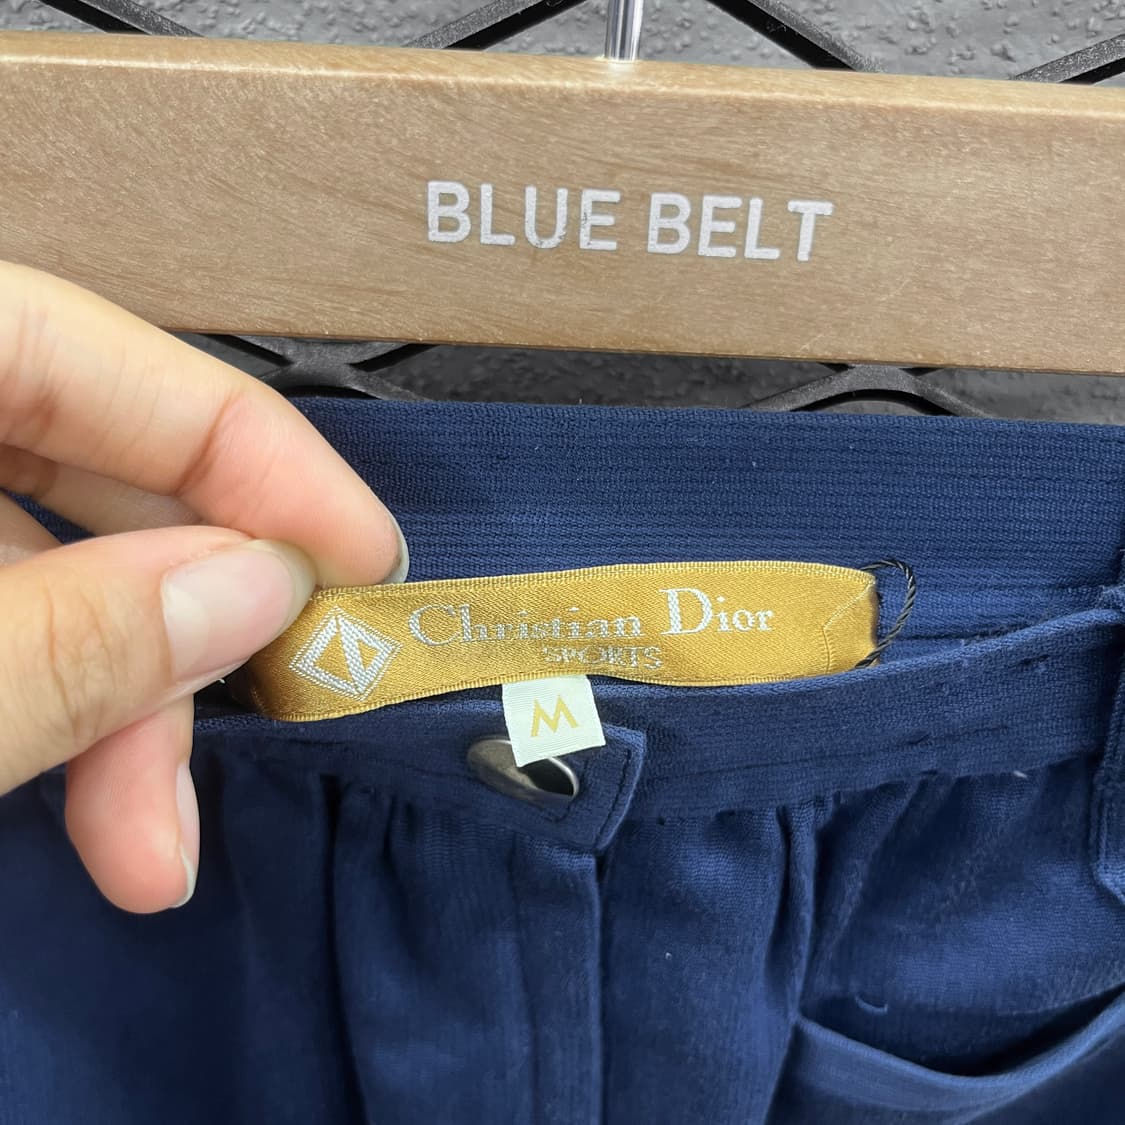 BLUE BELT
Christian Dior
SPORTS
M